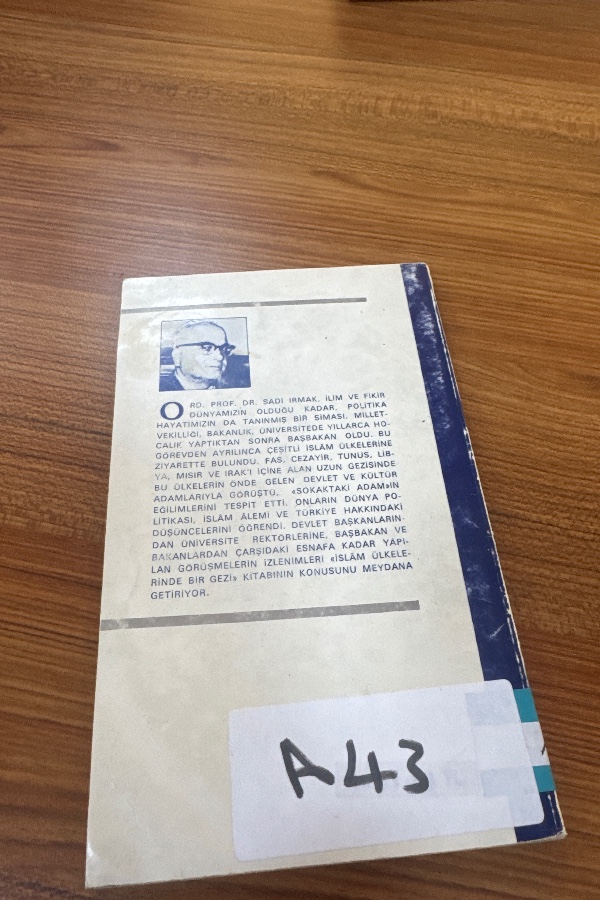 ORD. PROF. DR. SADİ IRMAK, İLİM VE FİKİR
DÜNYAMIZIN OLDUĞU KADAR, POLİTİKA
HAYATIMIZIN DA TANINMIŞ BİR SİMASI. MİLLET-
VEKİLLİĞİ, BAKANLIK, ÜNİVERSİTEDE YILLARCA HO-
CALIK YAPTIKTAN SONRA BAŞBAKAN OLDU. BU
GÖREVDEN AYRILINCA ÇEŞİTLİ İSLÂM ÜLKELERİNE
ZİYARETTE BULUNDU. FAS, CEZAYİR, TUNUS, LİB-
YA, MISIR VE IRAK'I İÇİNE ALAN UZUN GEZİSİNDE
BU ÜLKELERİN ÖNDE GELEN DEVLET VE KÜLTÜR
ADAMLARIYLA GÖRÜŞTÜ, «SOKAKTAKİ ADAM»IN
EĞİLİMLERİNİ TESPİT ETTİ. ONLARIN DÜNYA PO-
LİTİKASI, İSLÂM ÂLEMİ VE TÜRKİYE HAKKINDAKİ
DÜŞÜNCELERİNİ ÖĞRENDİ. DEVLET BAŞKANLARIN-
DAN ÜNİVERSİTE REKTÖRLERİNE, BAŞBAKAN VE
BAKANLARDAN ÇARŞIDAKİ ESNAFA KADAR YAPI-
LAN GÖRÜŞMELERİN İZLENİMLERİ «İSLÂM ÜLKELE-
RİNDE BİR GEZİ» KİTABININ KONUSUNU MEYDANA
GETİRİYOR.
A43